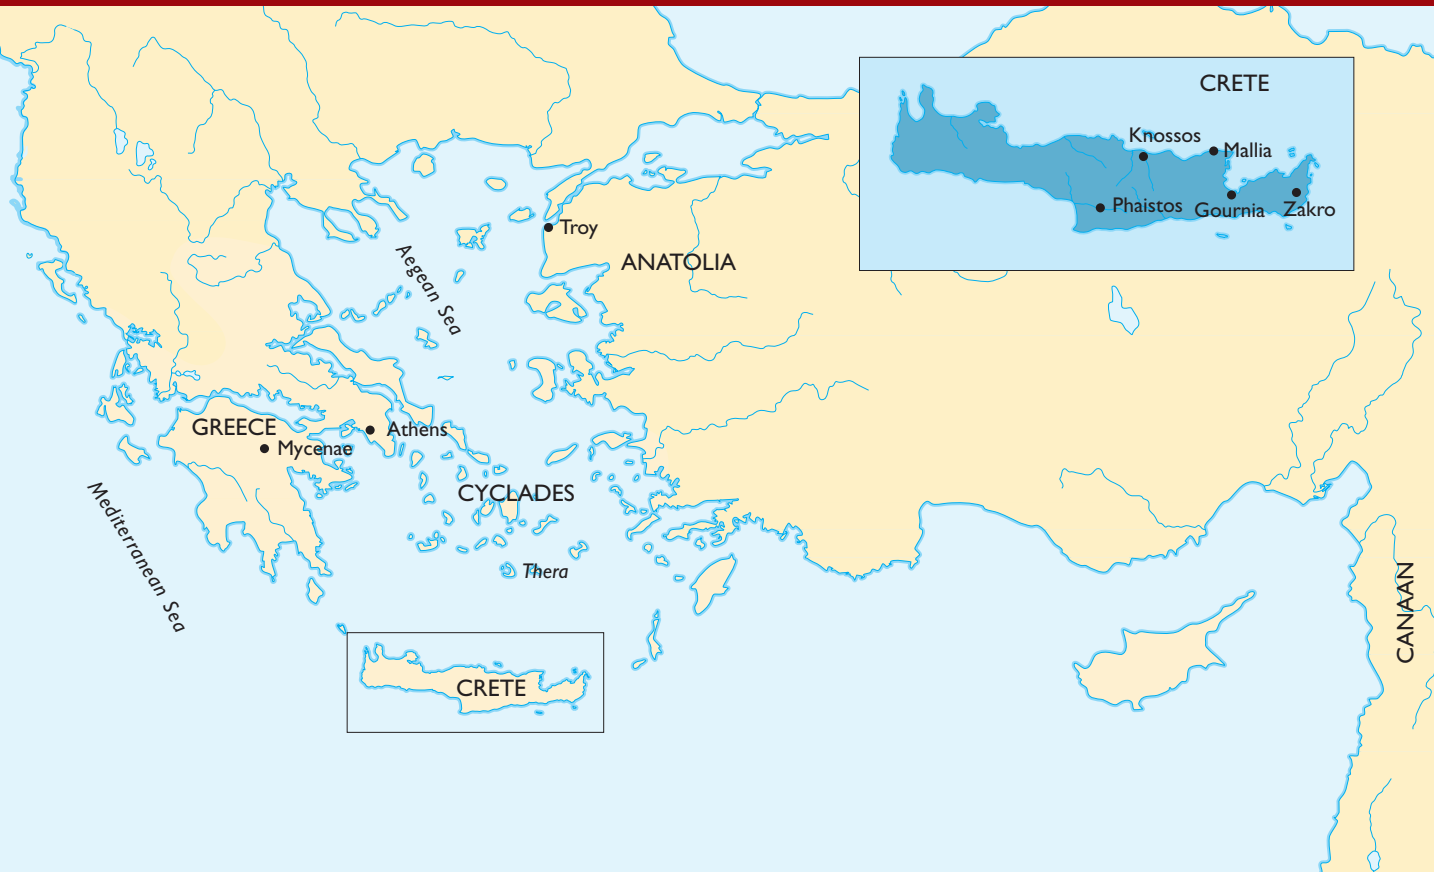 CRETE
Knossos
Mallia
Phaistos
Gournia
Zakro
Troy
Aegean Sea
ANATOLIA
GREECE
Athens
Mycenae
CYCLADES
Mediterranean Sea
Thera
CANAAN
CRETE